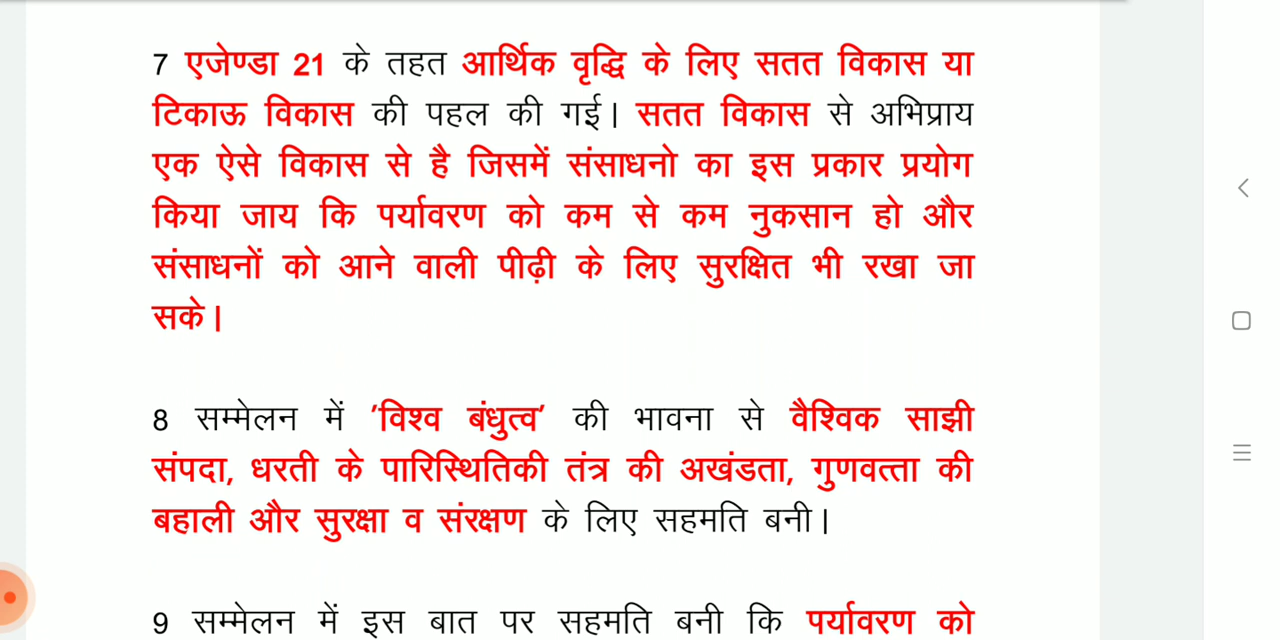 7 एजेण्डा 21 के तहत आर्थिक वृद्धि के लिए सतत विकास या
टिकाऊ विकास की पहल की गई। सतत विकास से अभिप्राय
एक ऐसे विकास से है जिसमें संसाधनो का इस प्रकार प्रयोग
किया जाय कि पर्यावरण को कम से कम नुकसान हो और
संसाधनों को आने वाली पीढ़ी के लिए सुरक्षित भी रखा जा
सके।
8 सम्मेलन में 'विश्व बंधुत्व' की भावना से वैश्विक साझी
संपदा, धरती के पारिस्थितिकी तंत्र की अखंडता, गुणवत्ता की
बहाली और सुरक्षा व संरक्षण के लिए सहमति बनी।
9 सम्मेलन में इस बात पर सहमति बनी कि पर्यावरण को